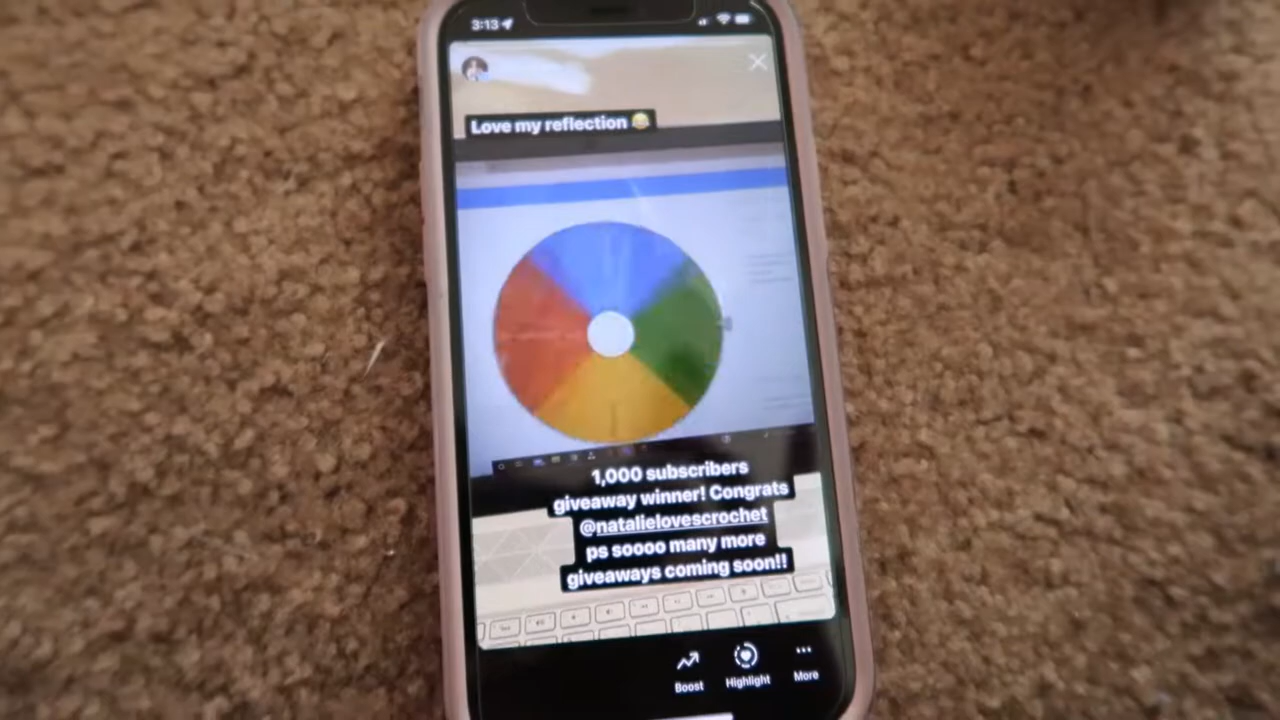 3:13
Love my reflection 😂
1,000 subscribers
giveaway winner! Congrats
@natalielovescrochet
ps soooo many more
giveaways coming soon!!
Boost
Highlight
More